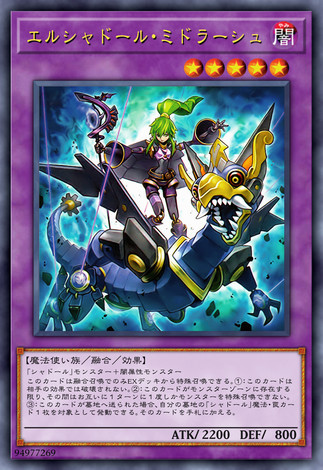 エルシャドール・ミドラーシュ
やみ
闇
【魔法使い族／融合／効果】
「シャドール」モンスター＋闇属性モンスター
このカードは融合召喚でのみEXデッキから特殊召喚できる。①：このカードは
相手の効果では破壊されない。②：このカードがモンスターゾーンに存在する
限り、その間はお互いに１ターンに１度しかモンスターを特殊召喚できない。
③：このカードが墓地へ送られた場合、自分の墓地の「シャドール」魔法・罠カー
ド１枚を対象として発動できる。そのカードを手札に加える。
ATK/ 2200 DEF/ 800
94977269